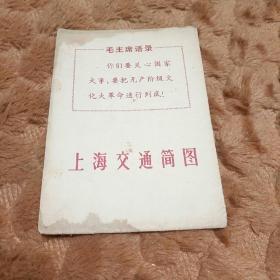 毛主席语录
你们要关心国家
大事，要把无产阶级文
化大革命进行到底！
上海交通简图